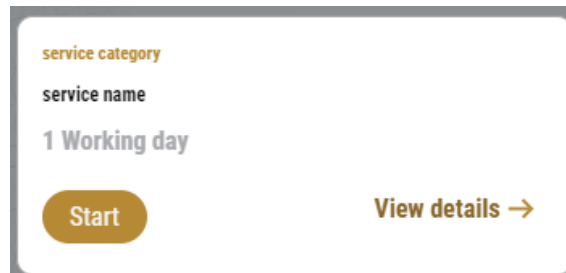 service category
service name
1 Working day
Start
View details →